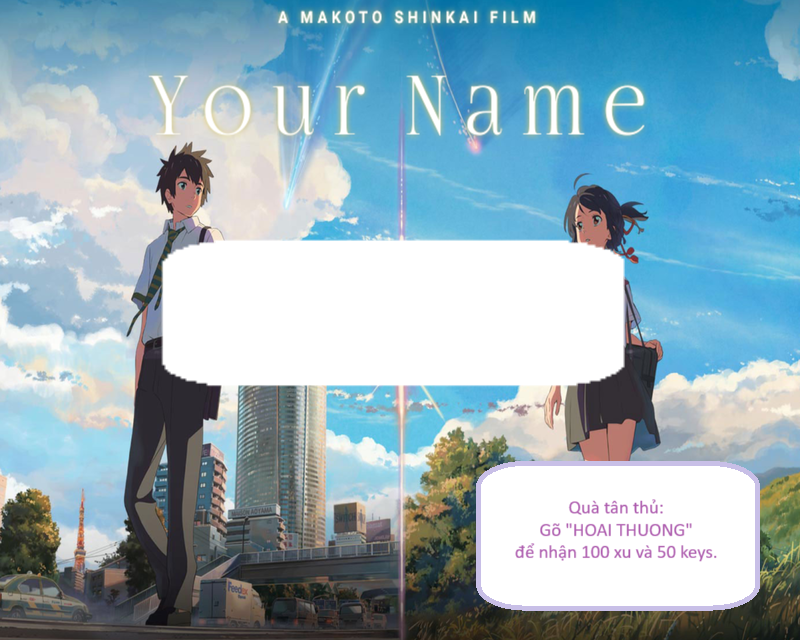 A MAKOTO SHINKAI FILM
Your Name
Quà tân thủ:
Gõ "HOAI THUONG"
để nhận 100 xu và 50 keys.